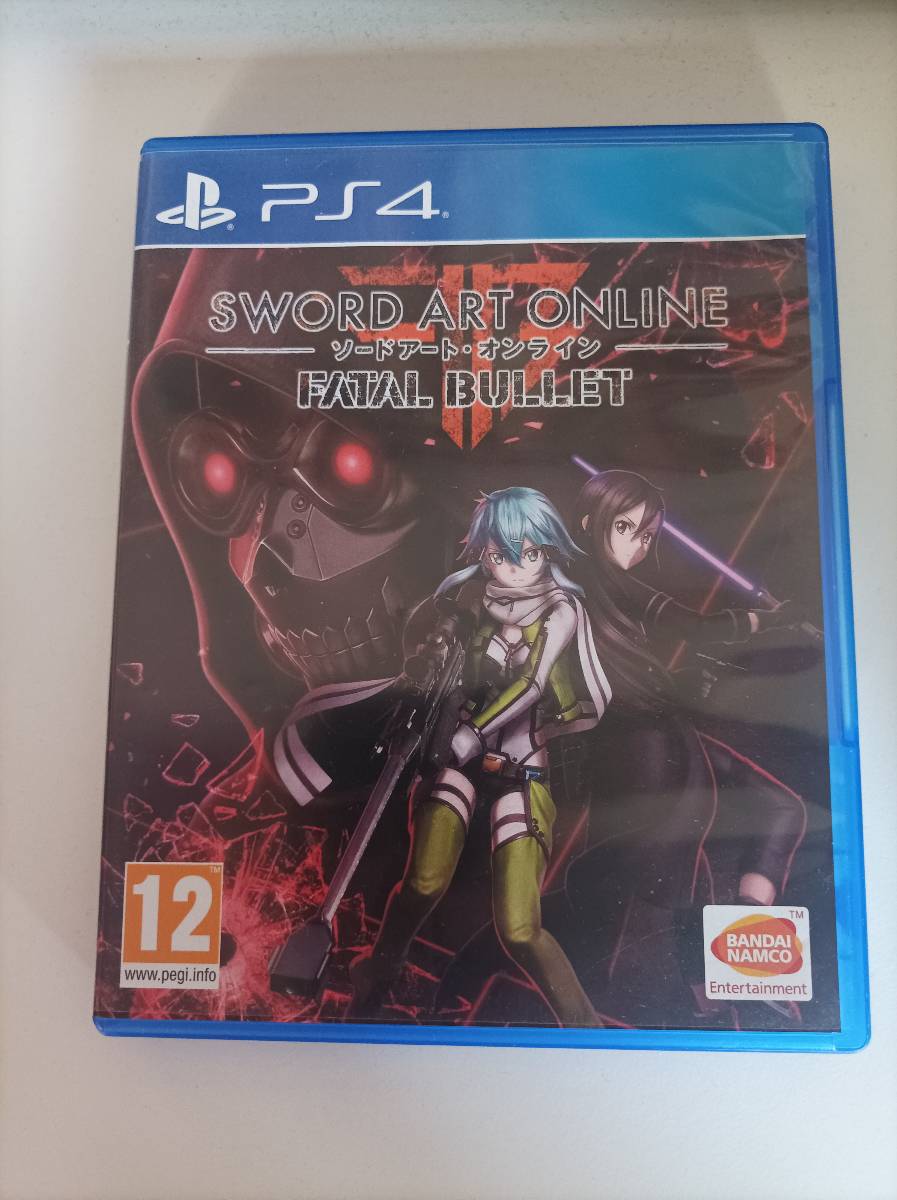 PS4
SWORD ART ONLINE
ソードアート・オンライン
FATAL BULLET
12
www.pegi.info
BANDAI
NAMCO
Entertainment